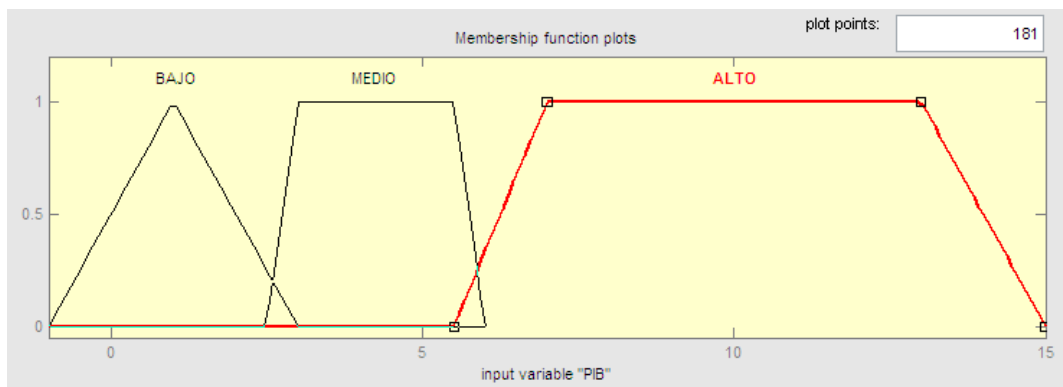 plot points: 181
Membership function plots
BAJO MEDIO ALTO
1
0.5
0
0 5 10 15
input variable "PIB"